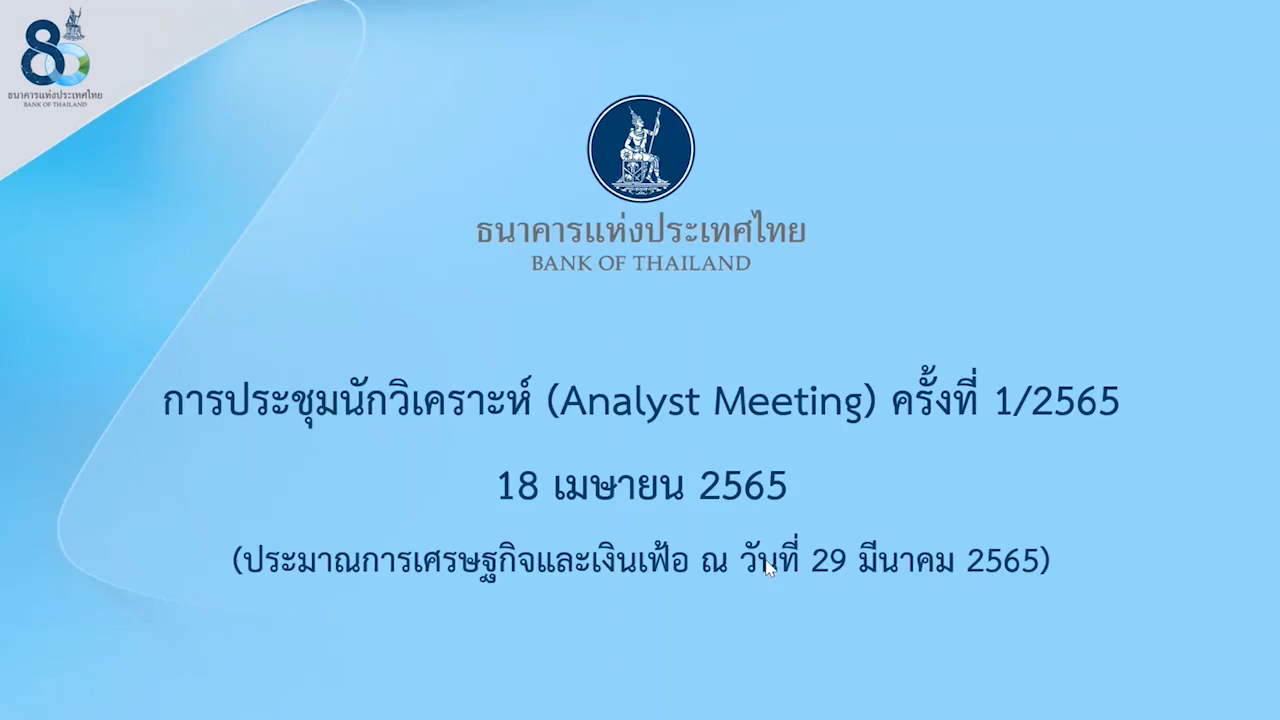 80
ธนาคารแห่งประเทศไทย
BANK OF THAILAND
ธนาคารแห่งประเทศไทย
BANK OF THAILAND
การประชุมนักวิเคราะห์ (Analyst Meeting) ครั้งที่ 1/2565
18 เมษายน 2565
(ประมาณการเศรษฐกิจและเงินเฟ้อ ณ วันที่ 29 มีนาคม 2565)